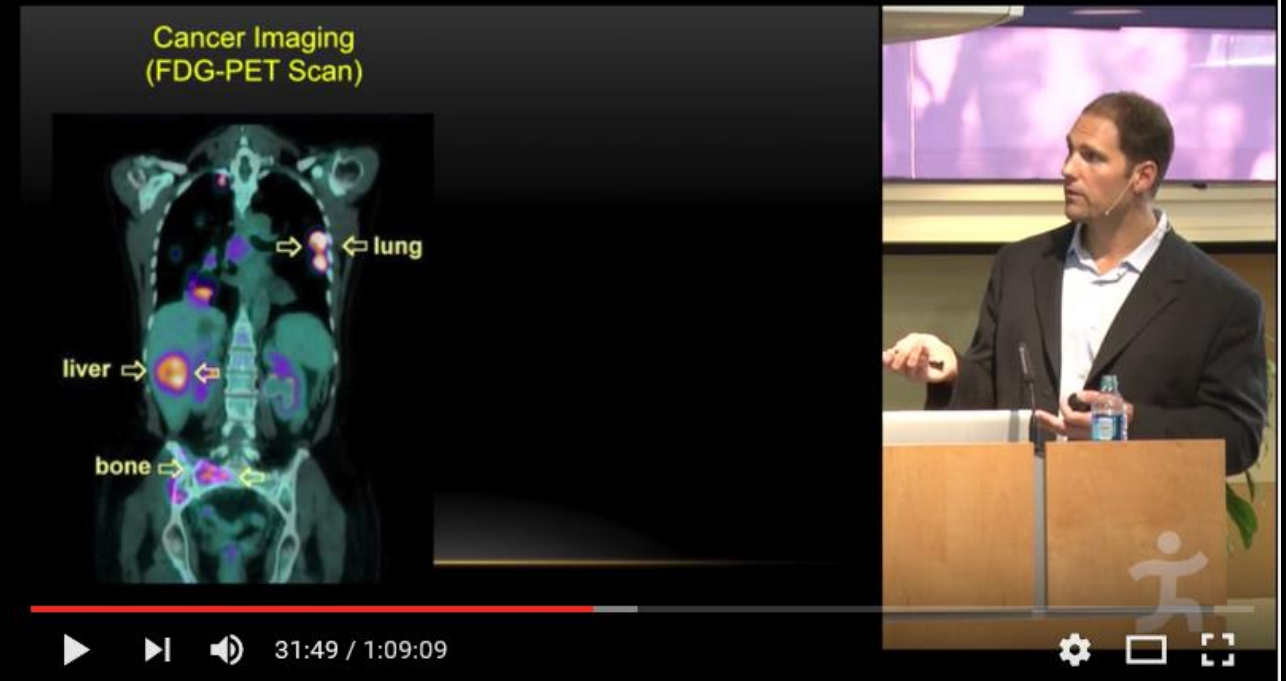 Cancer Imaging
(FDG-PET Scan)
lung
liver
bone
31:49 / 1:09:09